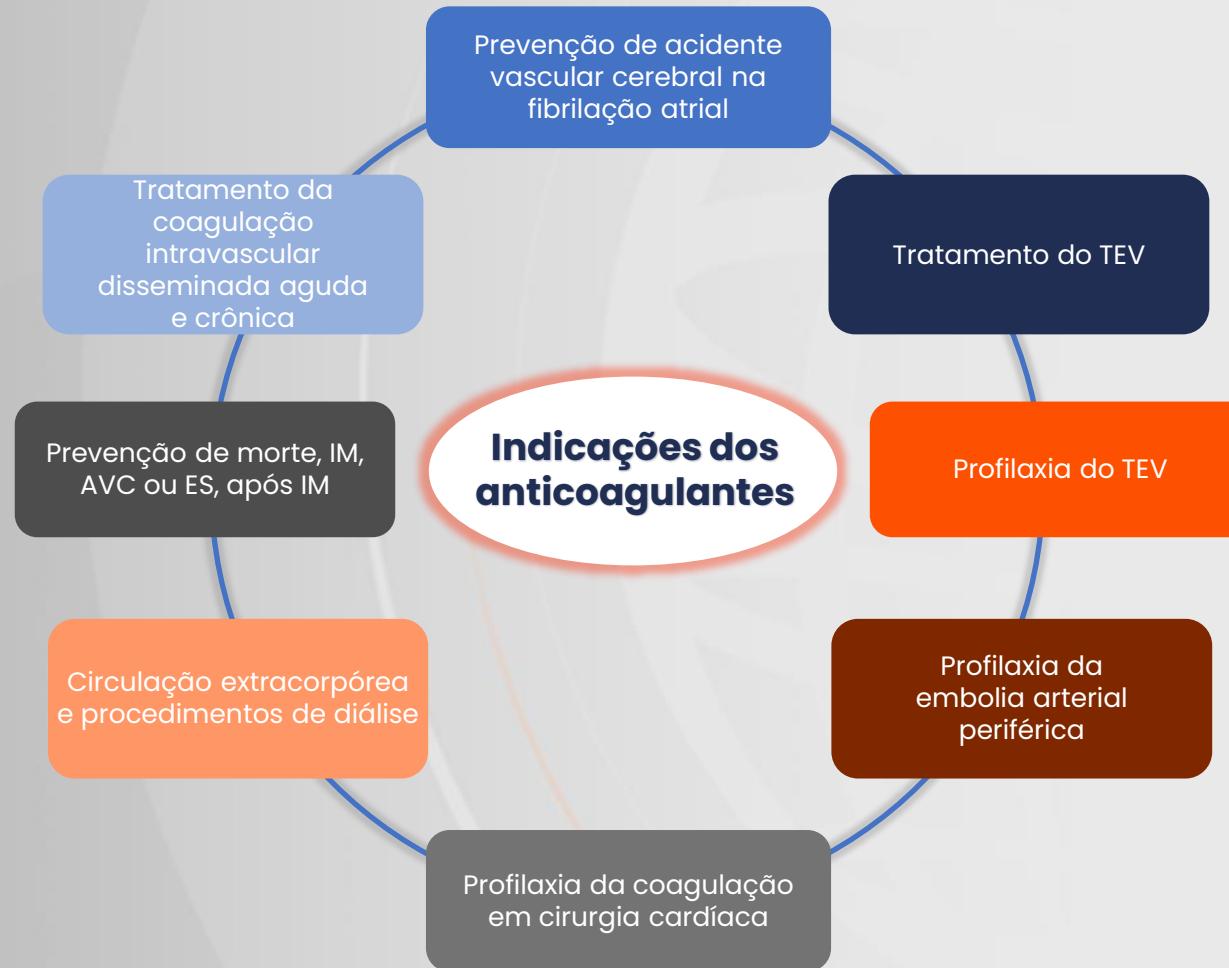 Prevenção de acidente
vascular cerebral na
fibrilação atrial
Tratamento do TEV
Profilaxia do TEV
Profilaxia da
embolia arterial
periférica
Profilaxia da coagulação
em cirurgia cardíaca
Circulação extracorpórea
e procedimentos de diálise
Prevenção de morte, IM,
AVC ou ES, após IM
Tratamento da
coagulação
intravascular
disseminada aguda
e crônica
Indicações dos
anticoagulantes